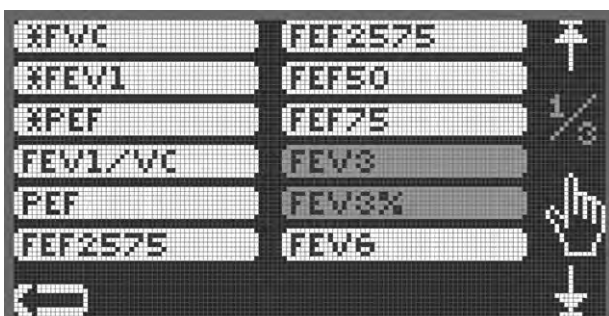 *FVC
*FEV1
*PEF
FEV1/VC
PEF
FEF2575
FEF2575
FEF50
FEF75
FEV3
FEV3%
FEV6
1/3